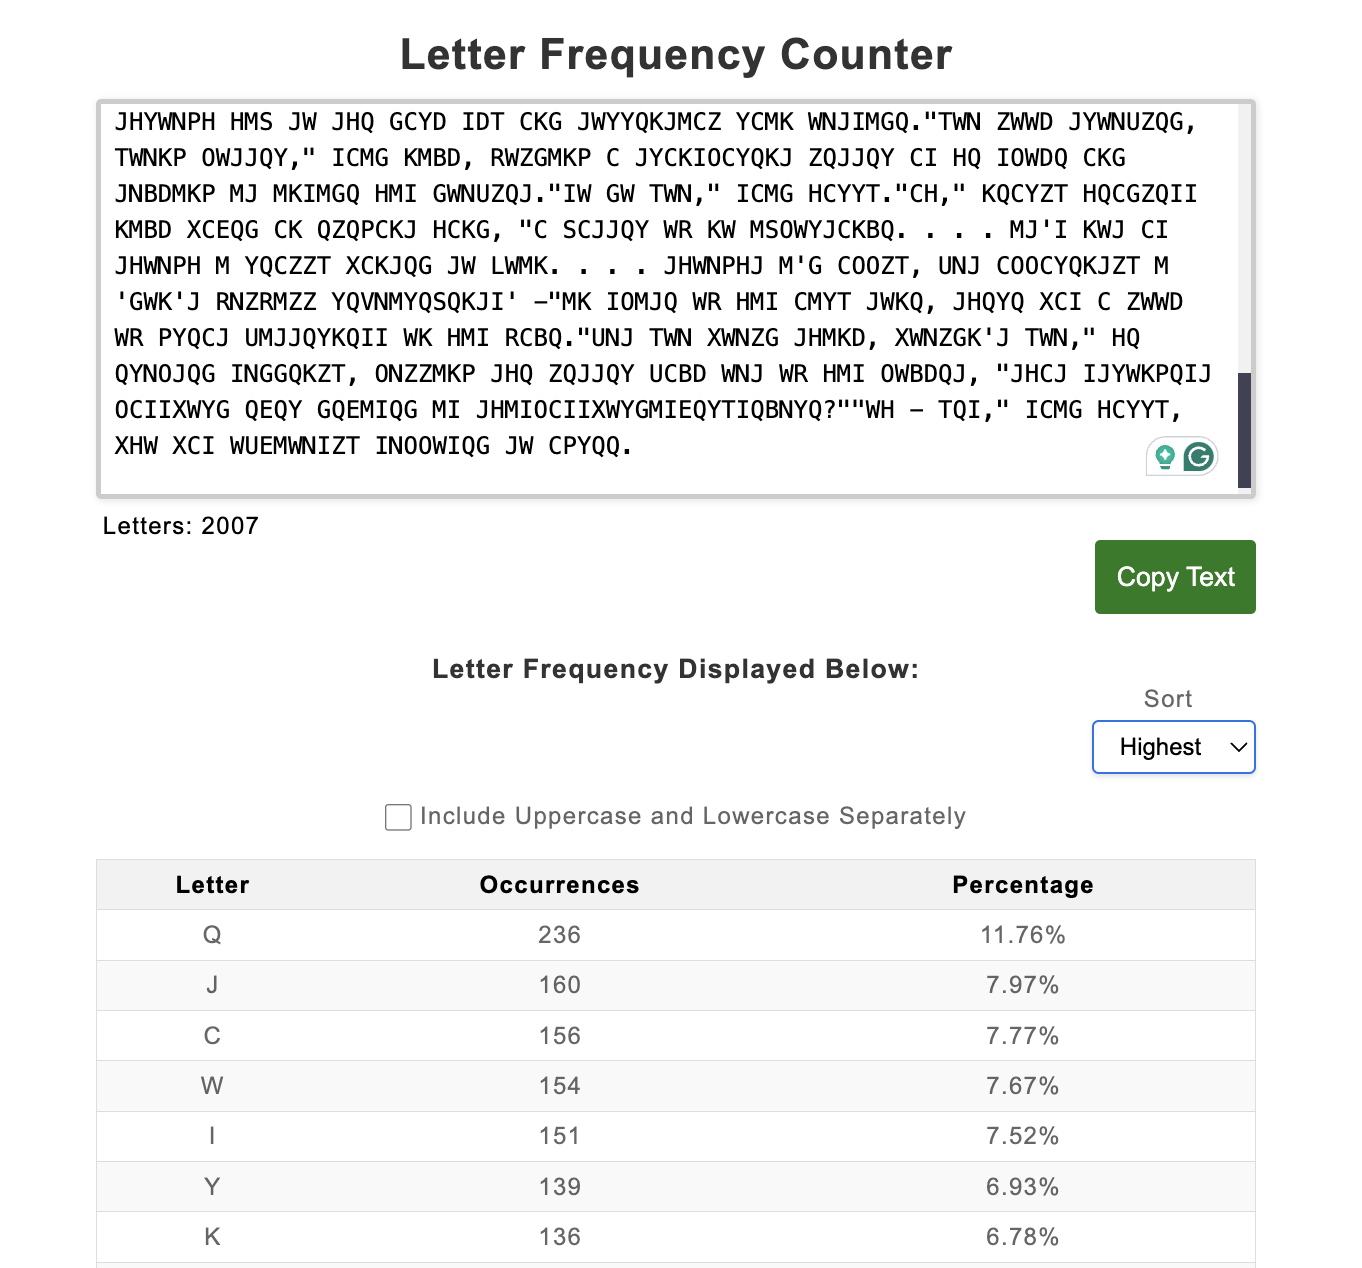 Letter Frequency Counter
JHYWNPH HMS JW JHQ GCYD IDT CKG JWYYQKJMCZ YCMK WNJIMGQ."TWN ZWWD JYWNUZQG,
TWNKP OWJJQY," ICMG KMBD, RWZGMKP C JYCKIOCYQKJ ZQJJQY CI HQ IOWDQ CKG
JNBDMKP MJ MKIMGQ HMI GWNUZQJ."IW GW TWN," ICMG HCYYT."CH," KQCYZT HQCGZQII
KMBD XCEQG CK QZQPCKJ HCKG, "C SCJJQY WR KW MSOWYJCKBQ. . . . MJ'I KWJ CI
JHWNPH M YQCZZT XCKJQG JW LWMK. . . . JHWNPHJ M'G COOZT, UNJ COOCYQKJZT M
'GWK'J RNZRMZZ YQVNMYQSQKJI' –"MK IOMJQ WR HMI CMYT JWKQ, JHQYQ XCI C ZWWD
WR PYQCJ UMJJQYKQII WK HMI RCBQ."UNJ TWN XWNZG JHMKD, XWNZGK'J TWN," HQ
QYNOJQG INGGQKZT, ONZZMKP JHQ ZQJJQY UCBD WNJ WR HMI OWBDQJ, "JHCJ IJYWKPQIJ
OCIIXWYG QEQY GQEMIQG MI JHMIOCIIXWYGMIEQYTIQBNYQ?""WH – TQI," ICMG HCYYT,
XHW XCI WUEMWNIZT INOOWIQG JW CPYQQ.
Letters: 2007
Copy Text
Letter Frequency Displayed Below:
Sort
Highest
Include Uppercase and Lowercase Separately
Letter Occurrences Percentage
Q 236 11.76%
J 160 7.97%
C 156 7.77%
W 154 7.67%
I 151 7.52%
Y 139 6.93%
K 136 6.78%